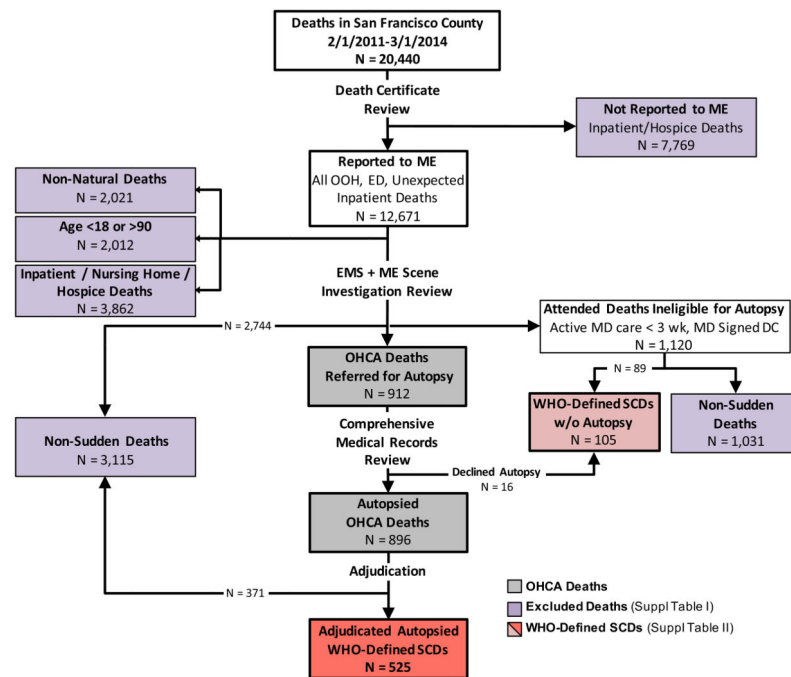 Deaths in San Francisco County
2/1/2011-3/1/2014
N = 20,440
Death Certificate
Review
Not Reported to ME
Inpatient/Hospice Deaths
N = 7,769
Reported to ME
All OOH, ED, Unexpected
Inpatient Deaths
N = 12,671
Non-Natural Deaths
N = 2,021
Age <18 or >90
N = 2,012
Inpatient / Nursing Home /
Hospice Deaths
N = 3,862
EMS + ME Scene
Investigation Review
N = 2,744
Attended Deaths Ineligible for Autopsy
Active MD care < 3 wk, MD Signed DC
N = 1,120
OHCA Deaths
Referred for Autopsy
N = 912
N = 89
WHO-Defined SCDs
w/o Autopsy
N = 105
Non-Sudden
Deaths
N = 1,031
Non-Sudden Deaths
N = 3,115
Comprehensive
Medical Records
Review
Declined Autopsy
N = 16
Autopsied
OHCA Deaths
N = 896
Adjudication
N = 371
Adjudicated Autopsied
WHO-Defined SCDs
N = 525
OHCA Deaths
Excluded Deaths (Suppl Table I)
WHO-Defined SCDs (Suppl Table II)